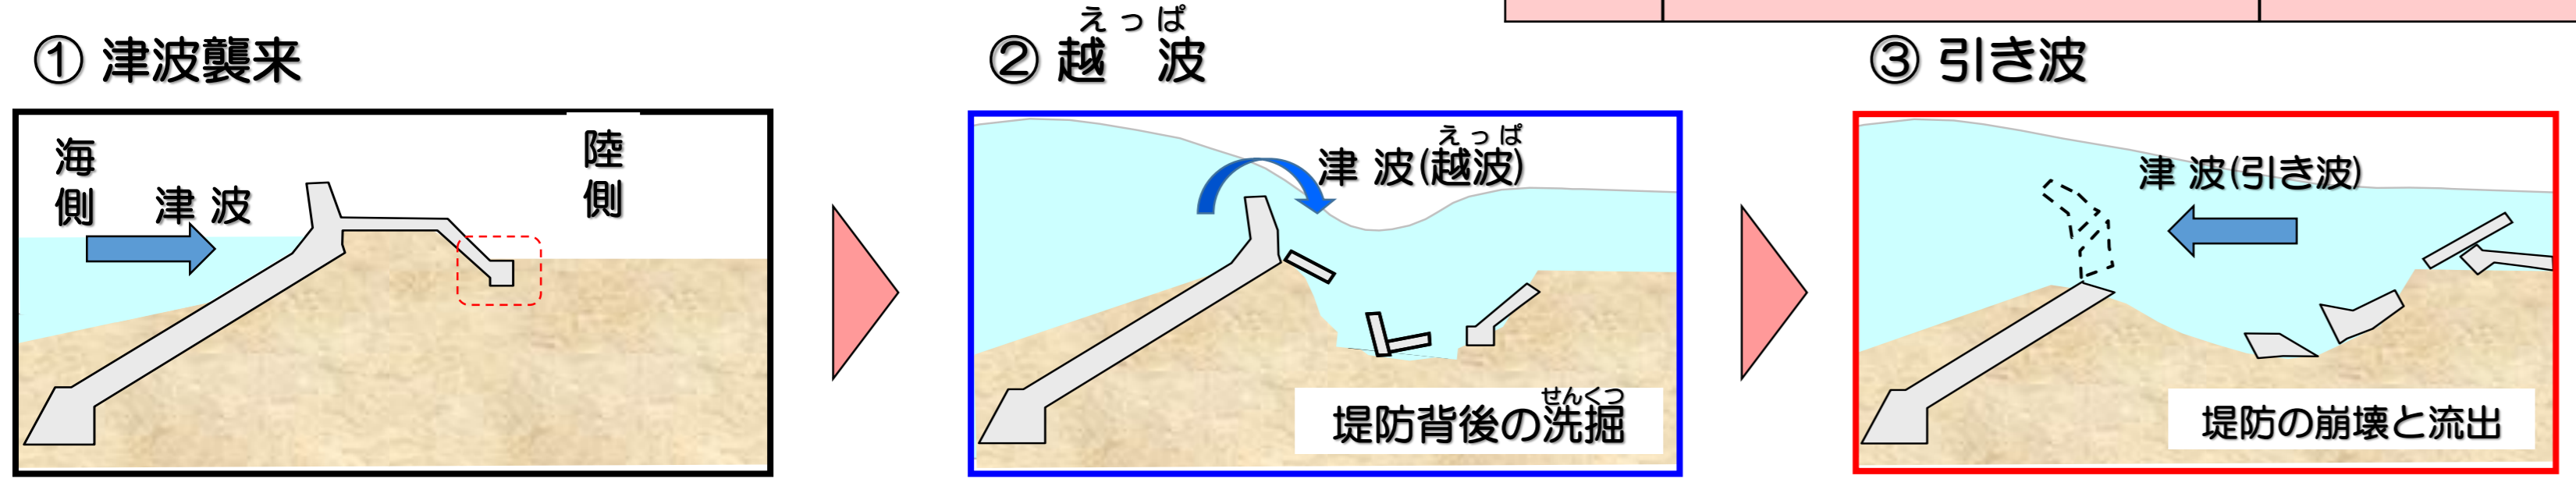 ① 津波襲来
海側
津 波
陸側
えっぱ
② 越 波
えっぱ
津 波(越波)
せんくつ
堤防背後の洗掘
③ 引き波
津 波(引き波)
堤防の崩壊と流出